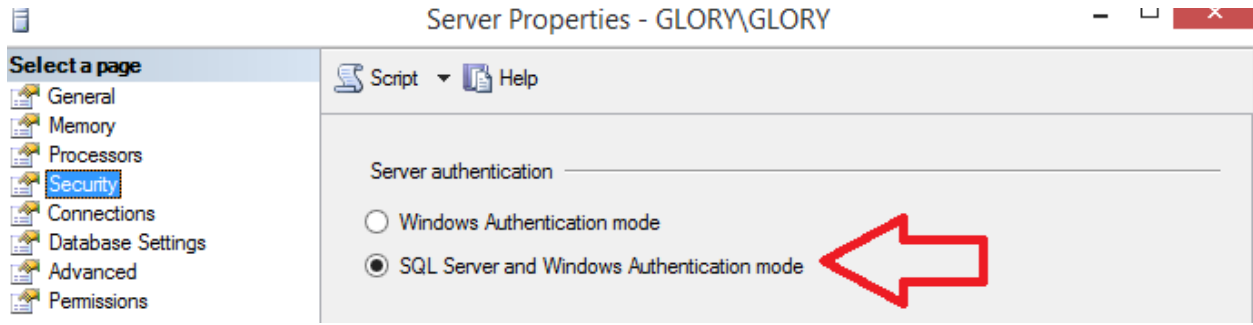 Server Properties - GLORY\GLORY
Select a page
General
Memory
Processors
Security
Connections
Database Settings
Advanced
Permissions
Script Help
Server authentication
Windows Authentication mode
SQL Server and Windows Authentication mode